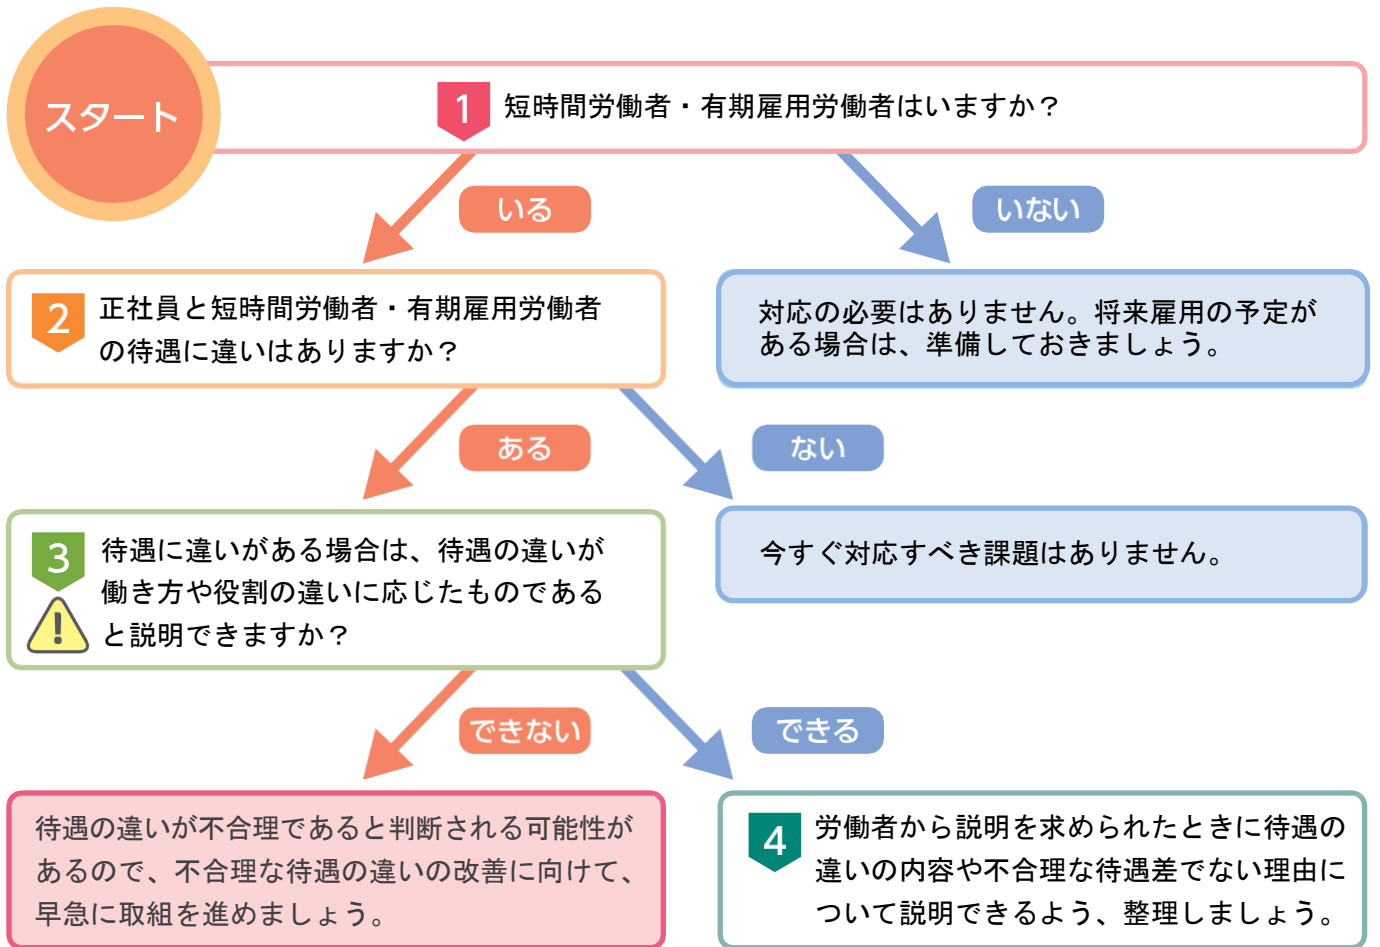 スタート
1 短時間労働者・有期雇用労働者はいますか？
いる
いない
2 正社員と短時間労働者・有期雇用労働者
の待遇に違いはありますか？
対応の必要はありません。将来雇用の予定が
ある場合は、準備しておきましょう。
ある
ない
3 待遇に違いがある場合は、待遇の違いが
働き方や役割の違いに応じたものである
と説明できますか？
!
今すぐ対応すべき課題はありません。
できない
できる
待遇の違いが不合理であると判断される可能性が
あるので、不合理な待遇の違いの改善に向けて、
早急に取組を進めましょう。
4 労働者から説明を求められたときに待遇の
違いの内容や不合理な待遇差でない理由に
ついて説明できるよう、整理しましょう。